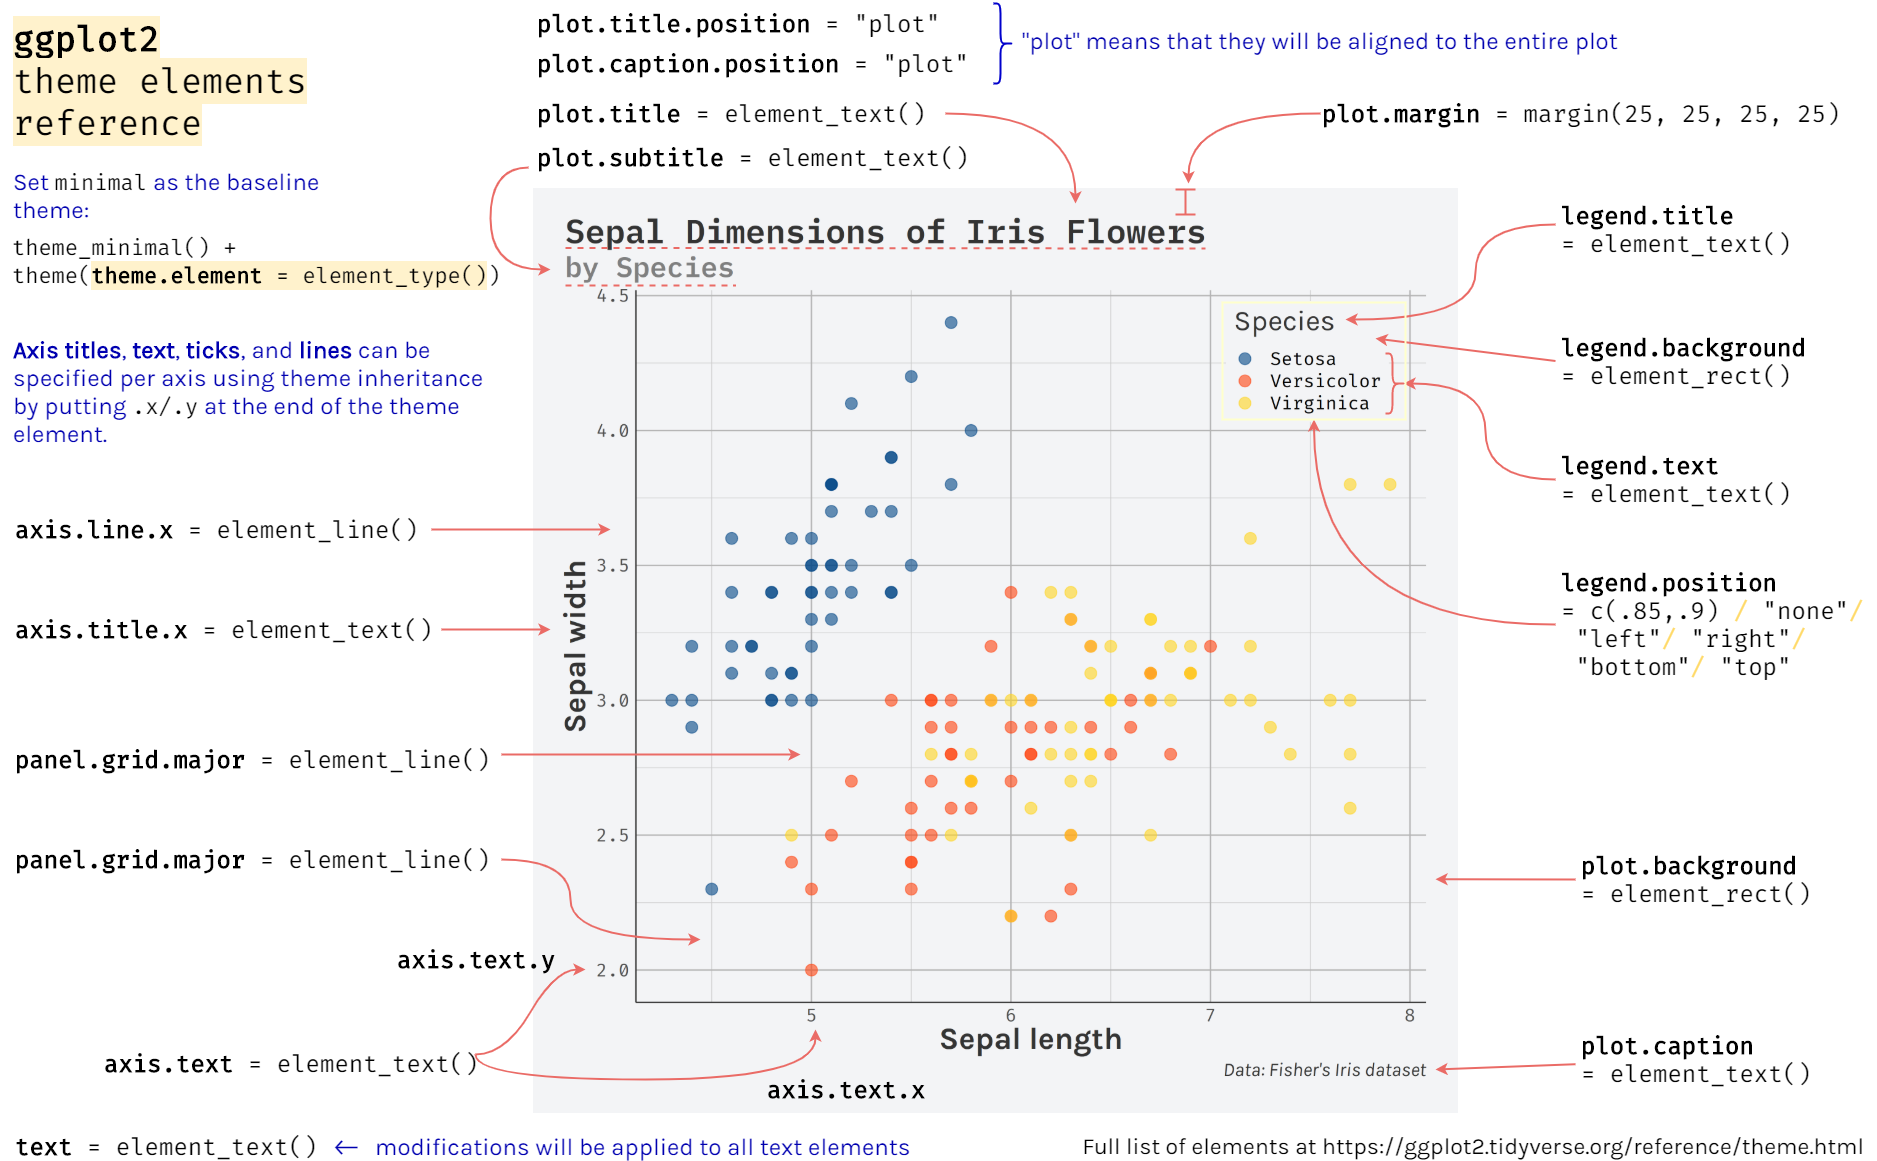 ggplot2
theme elements
reference
plot.title.position = "plot"
plot.caption.position = "plot"
"plot" means that they will be aligned to the entire plot
plot.title = element_text()
plot.subtitle = element_text()
plot.margin = margin(25, 25, 25, 25)
Set minimal as the baseline
theme:
theme_minimal() +
theme(theme.element = element_type())
Axis titles, text, ticks, and lines can be
specified per axis using theme inheritance
by putting .x/.y at the end of the theme
element.
axis.line.x = element_line()
axis.title.x = element_text()
panel.grid.major = element_line()
panel.grid.major = element_line()
axis.text.y
axis.text = element_text()
axis.text.x
Sepal Dimensions of Iris Flowers
by Species
4.5
4.0
3.5
3.0
2.5
2.0
Sepal width
5 6 7 8
Sepal length
Data: Fisher's Iris dataset
Species
Setosa
Versicolor
Virginica
legend.title
= element_text()
legend.background
= element_rect()
legend.text
= element_text()
legend.position
= c(.85,.9) / "none"/
"left"/ "right"/
"bottom"/ "top"
plot.background
= element_rect()
plot.caption
= element_text()
text = element_text() ← modifications will be applied to all text elements
Full list of elements at https://ggplot2.tidyverse.org/reference/theme.html